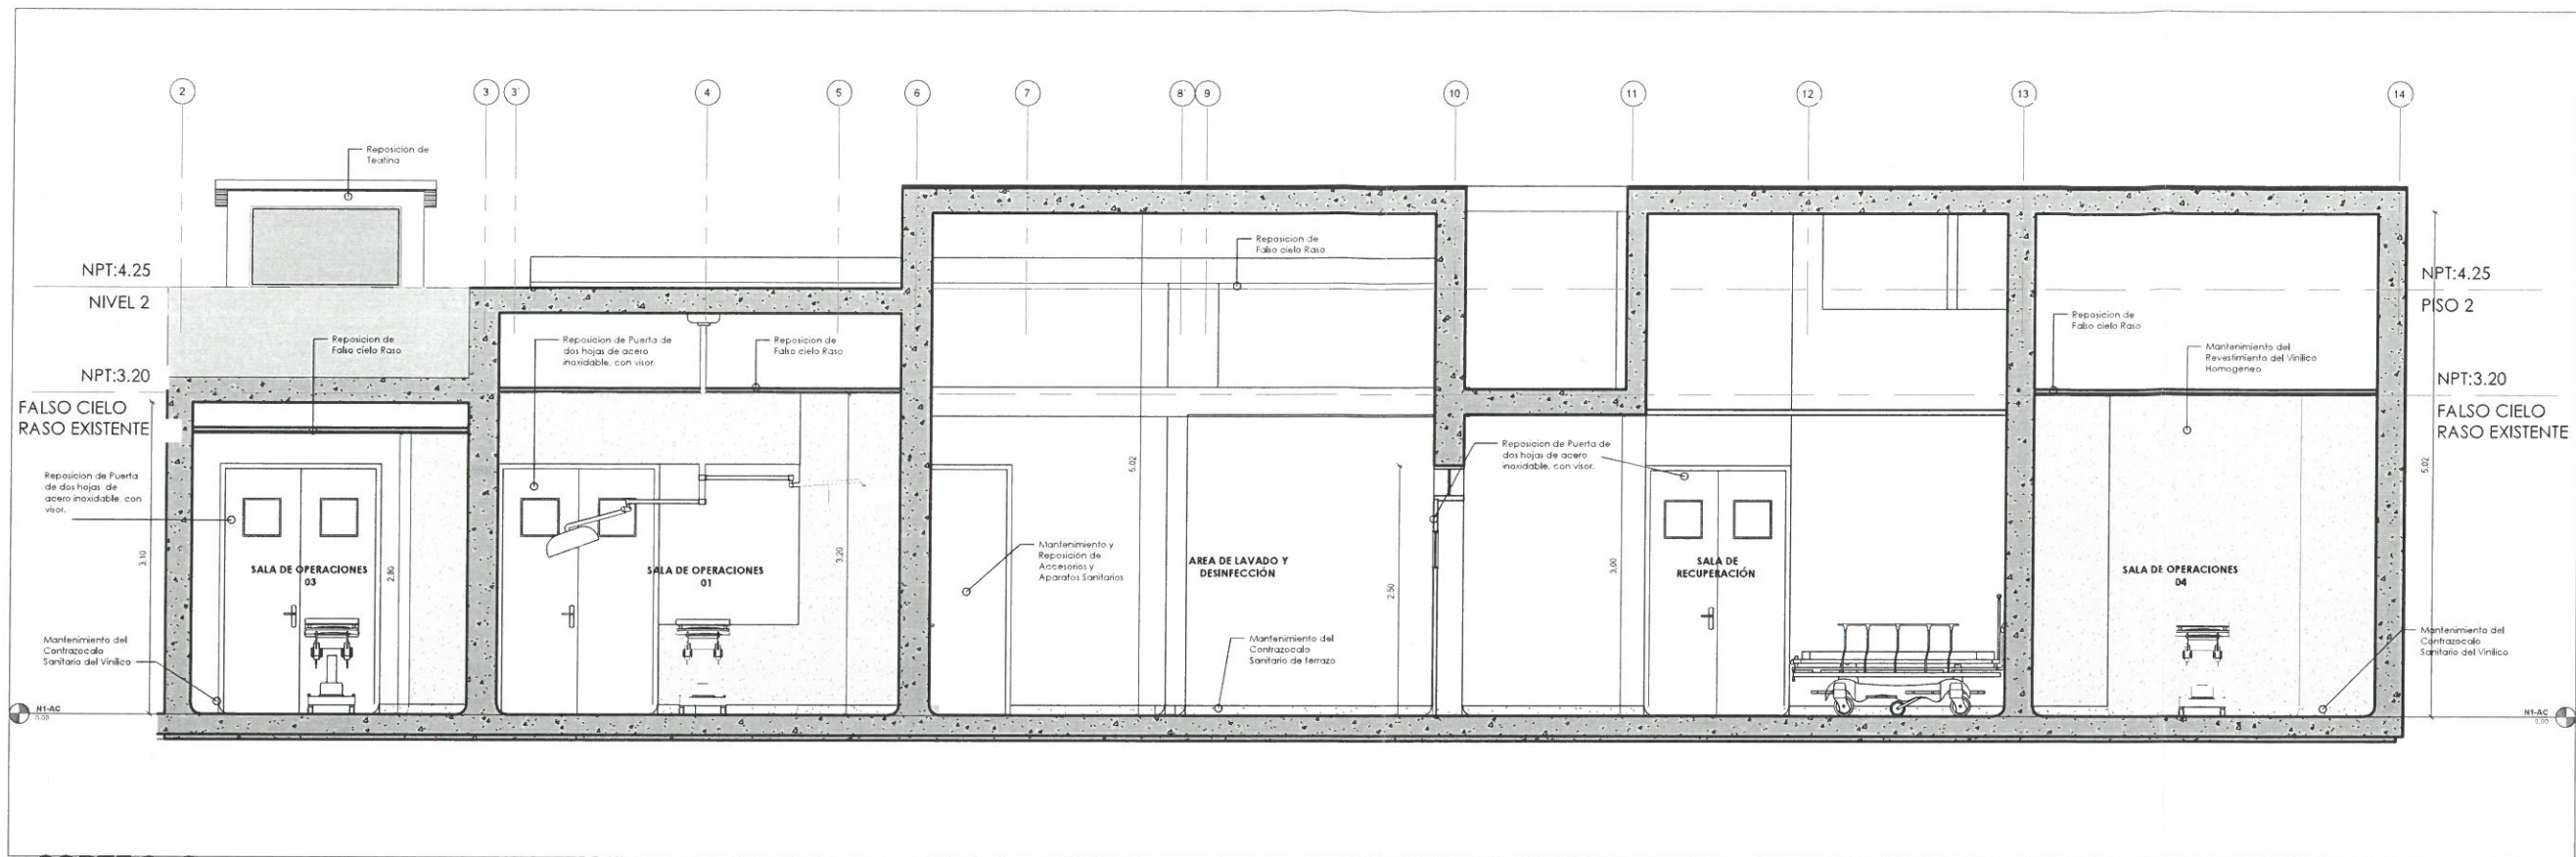 2
3
3'
4
5
6
7
8'
9
10
11
12
13
14
Reposición de
Teatina
NPT:4.25
NIVEL 2
NPT:3.20
FALSO CIELO
RASO EXISTENTE
Reposicion de
Falso cielo Raso
Reposicion de Puerta
de dos hojas de
acero inoxidable, con
visor.
3.10
2.80
SALA DE OPERACIONES
03
Mantenimiento del
Contrazocalo
Sanitario del Vinilico
N1-AC
0.00
Reposicion de Puerta de
dos hojas de acero
inoxidable, con visor.
Reposicion de
Falso cielo Raso
SALA DE OPERACIONES
01
3.20
Reposicion de
Falso cielo Raso
5.02
Mantenimiento y
Reposición de
Accesorios y
Aparatos Sanitarios
AREA DE LAVADO Y
DESINFECCIÓN
2.50
Mantenimiento del
Contrazocalo
Sanitario de terrazo
Reposicion de Puerta de
dos hojas de acero
inoxidable, con visor.
3.00
SALA DE
RECUPERACIÓN
Reposicion de
Falso cielo Raso
Mantenimiento del
Revestimiento del Vinilico
Homogeneo
SALA DE OPERACIONES
04
NPT:4.25
PISO 2
NPT:3.20
FALSO CIELO
RASO EXISTENTE
5.02
Mantenimiento del
Contrazocalo
Sanitario del Vinilico
N1-AC
0.00